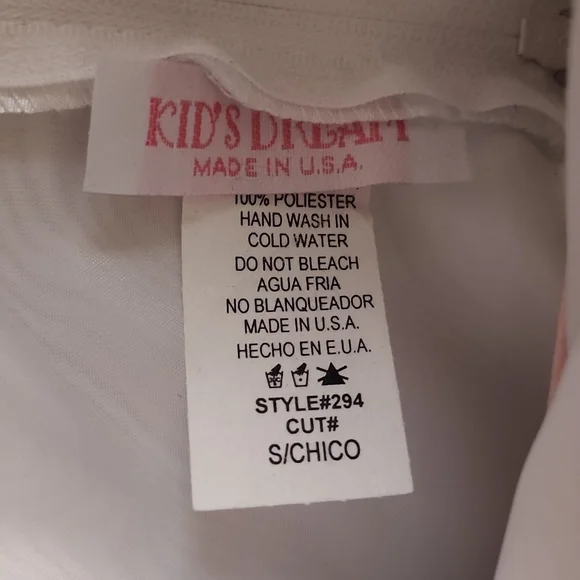 KID'S DREAM
MADE IN U.S.A.
100% POLIESTER
HAND WASH IN
COLD WATER
DO NOT BLEACH
AGUA FRIA
NO BLANQUEADOR
MADE IN U.S.A.
HECHO EN E.U.A.
STYLE#294
CUT#
S/CHICO